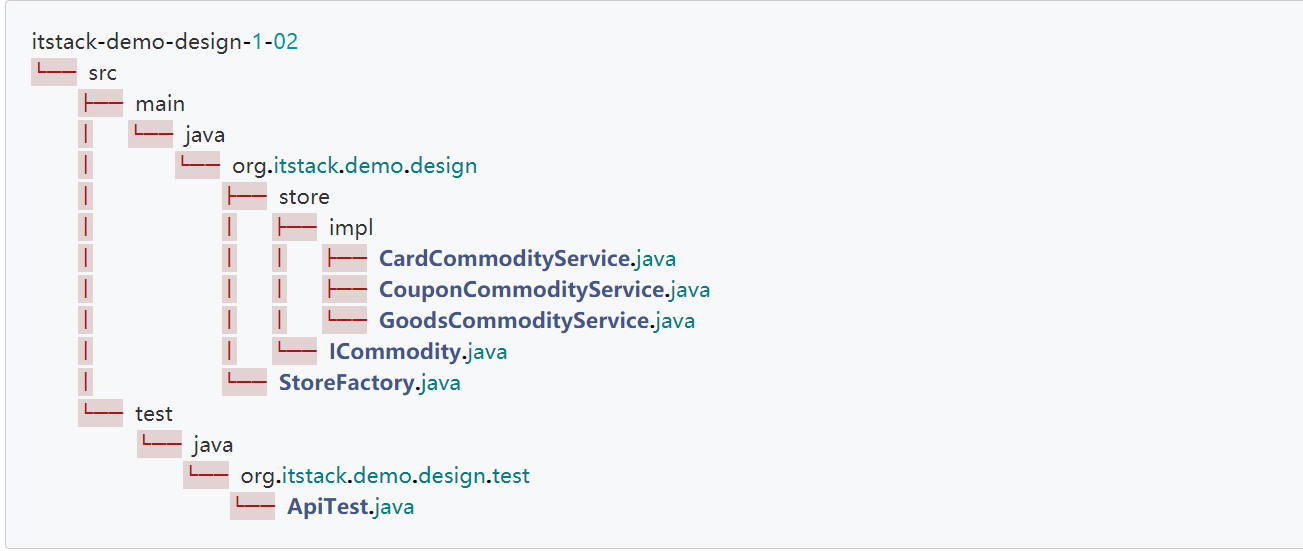 itstack-demo-design-1-02
└── src
    ├── main
    │   └── java
    │       └── org.itstack.demo.design
    │           ├── store
    │           │   ├── impl
    │           │   │   ├── CardCommodityService.java
    │           │   │   ├── CouponCommodityService.java
    │           │   │   └── GoodsCommodityService.java
    │           │   └── ICommodity.java
    │           └── StoreFactory.java
    └── test
         └── java
             └── org.itstack.demo.design.test
                 └── ApiTest.java